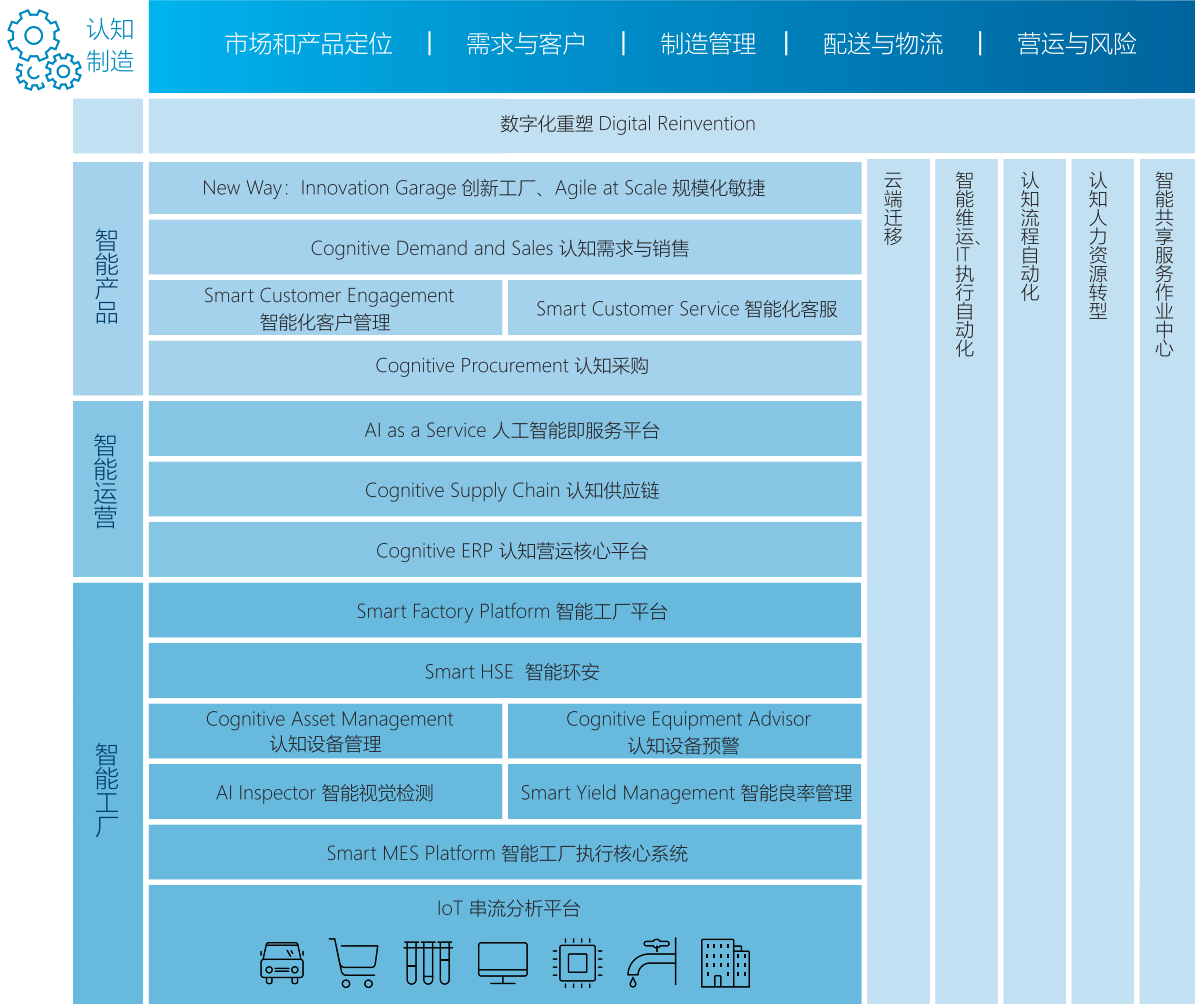 认知
制造
市场和产品定位 | 需求与客户 | 制造管理 | 配送与物流 | 营运与风险
数字化重塑 Digital Reinvention
智能产品
New Way：Innovation Garage 创新工厂、Agile at Scale 规模化敏捷
Cognitive Demand and Sales 认知需求与销售
Smart Customer Engagement
智能化客户管理
Smart Customer Service 智能化客服
Cognitive Procurement 认知采购
智能运营
AI as a Service 人工智能即服务平台
Cognitive Supply Chain 认知供应链
Cognitive ERP 认知营运核心平台
智能工厂
Smart Factory Platform 智能工厂平台
Smart HSE 智能环安
Cognitive Asset Management
认知设备管理
Cognitive Equipment Advisor
认知设备预警
AI Inspector 智能视觉检测
Smart Yield Management 智能良率管理
Smart MES Platform 智能工厂执行核心系统
IoT 串流分析平台
云端迁移
智能维运、IT执行自动化
认知流程自动化
认知人力资源转型
智能共享服务作业中心